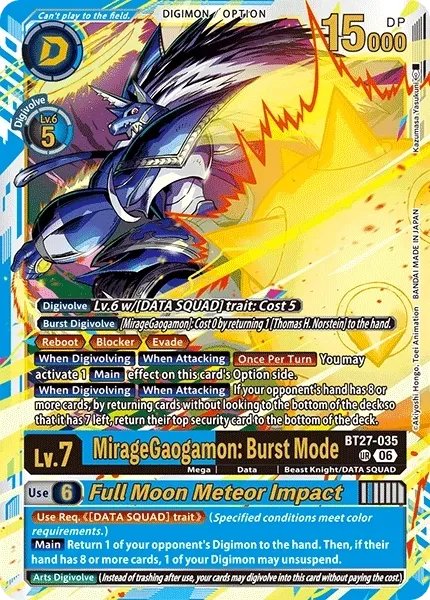 Can't play to the field.
DIGIMON / OPTION
D
15000
DP
Digivolve
Lv.6
5
Kazumasa.Yasukuni
©Akiyoshi Hongo, Toei Animation BANDAI MADE IN JAPAN
Digivolve Lv.6 w/[DATA SQUAD] trait: Cost 5
Burst Digivolve [MirageGaogamon]: Cost 0 by returning 1 [Thomas H. Norstein] to the hand.
Reboot Blocker Evade
When Digivolving When Attacking Once Per Turn You may
activate 1 Main effect on this card's Option side.
When Digivolving When Attacking If your opponent's hand has 8 or
more cards, by returning cards without looking to the bottom of the deck so
that it has 7 left, return their top security card to the bottom of the deck.
Lv.7
MirageGaogamon: Burst Mode
BT27-035
UR 06
Mega Data Beast Knight/DATA SQUAD
Use 6
Full Moon Meteor Impact
Use Req. 《[DATA SQUAD] trait》 (Specified conditions meet color
requirements.)
Main Return 1 of your opponent's Digimon to the hand. Then, if their
hand has 8 or more cards, 1 of your Digimon may unsuspend.
Arts Digivolve (Instead of trashing after use, your cards may digivolve into this card without paying the cost.)